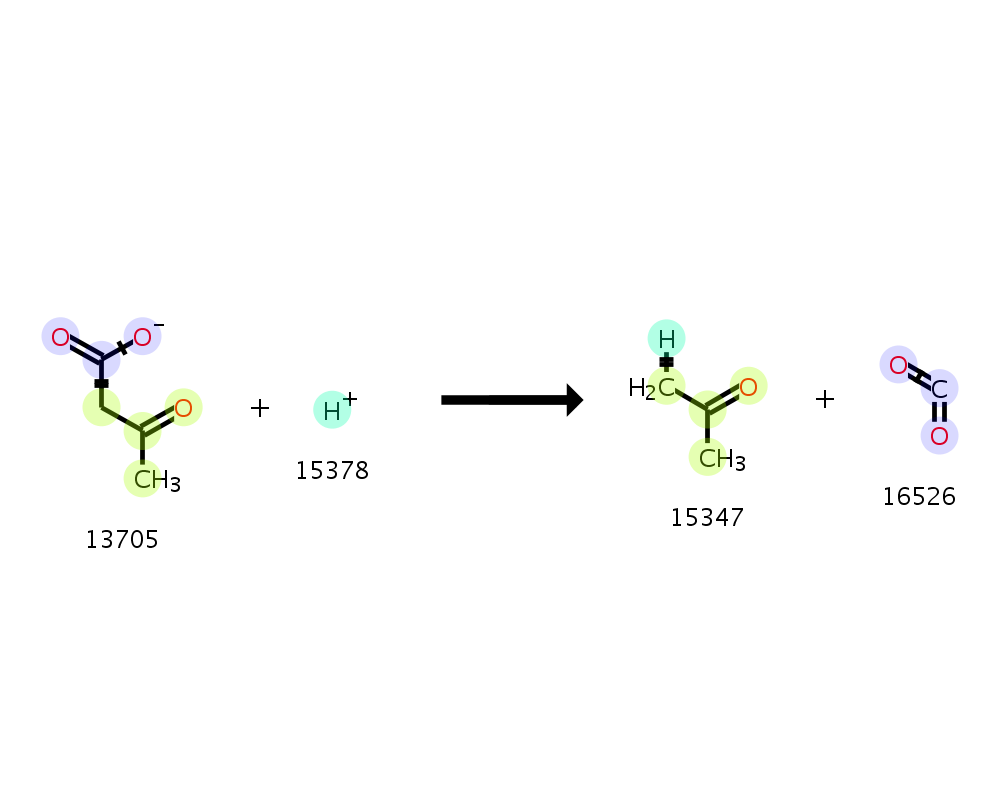 O O⁻ O CH3
+
H⁺
H
H2C O CH3
+
O C O
13705
15378
15347
16526